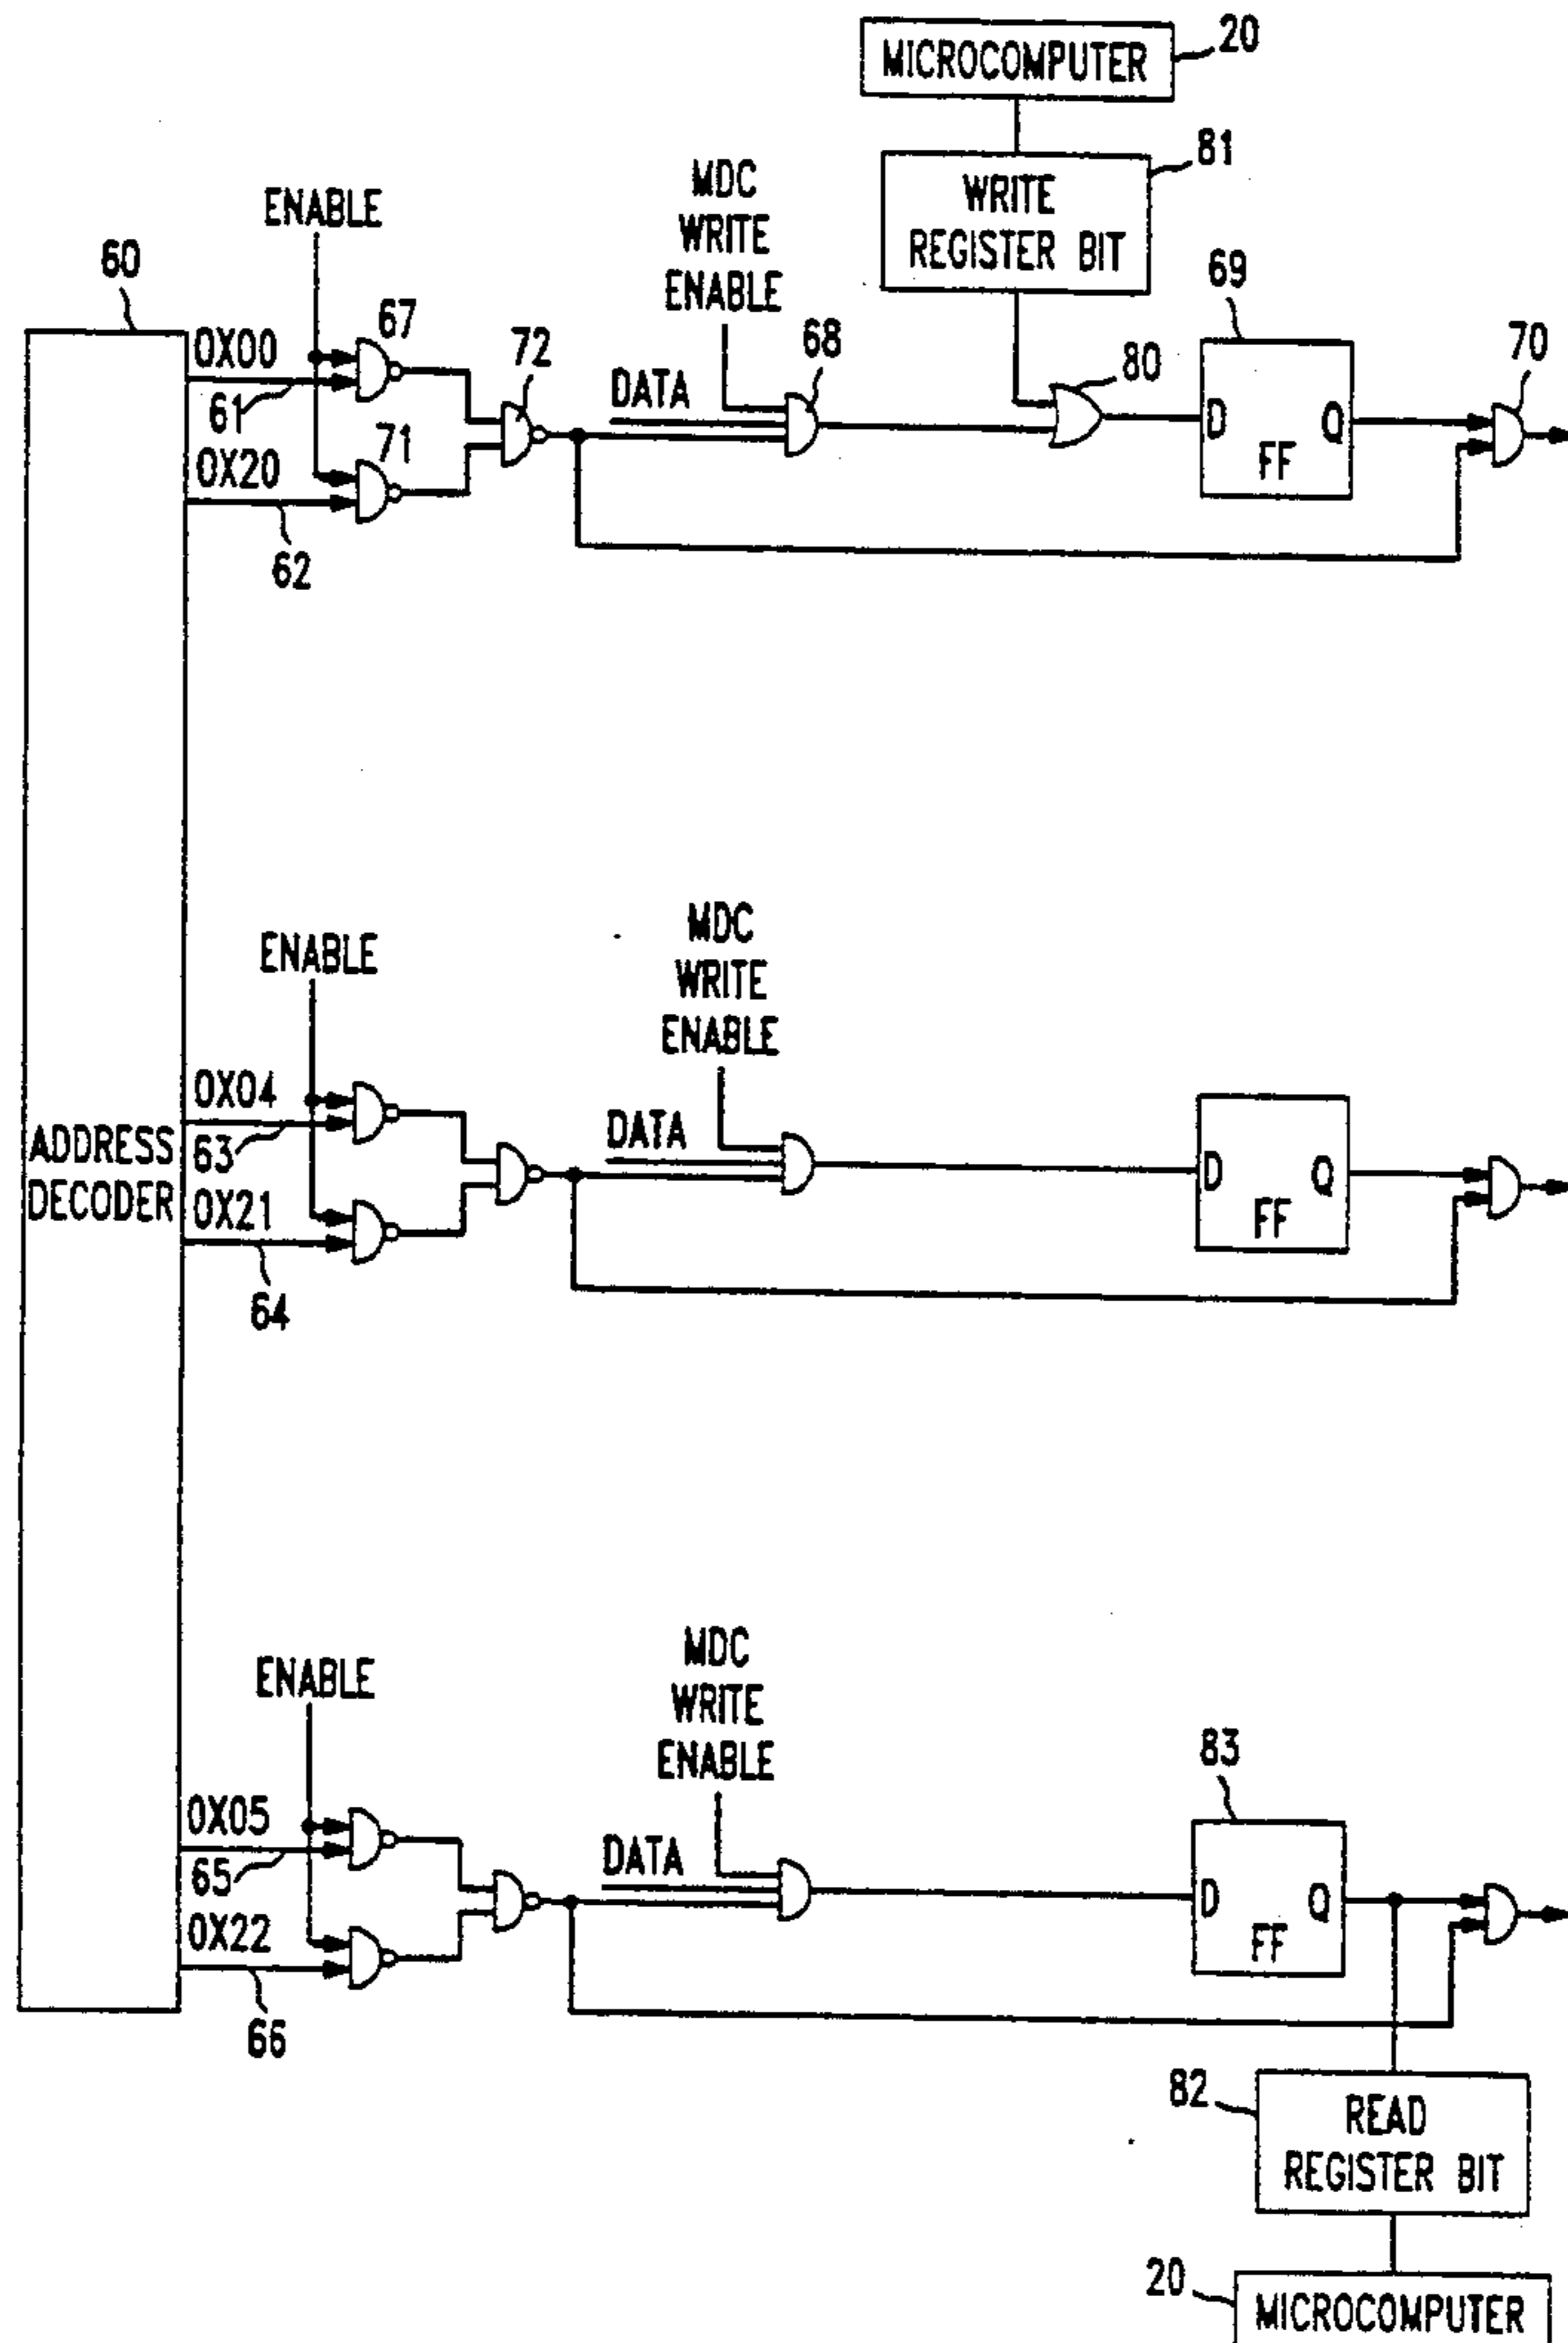 MICROCOMPUTER
20
WRITE
REGISTER BIT
81
MDC
WRITE
ENABLE
ENABLE
60
67
72
68
80
69
70
0X00
61
DATA
D
Q
FF
71
0X20
62
ADDRESS
DECODER
ENABLE
MDC
WRITE
ENABLE
0X04
63
DATA
D
Q
FF
0X21
64
ENABLE
MDC
WRITE
ENABLE
83
0X05
65
DATA
D
Q
FF
0X22
66
82
READ
REGISTER BIT
20
MICROCOMPUTER